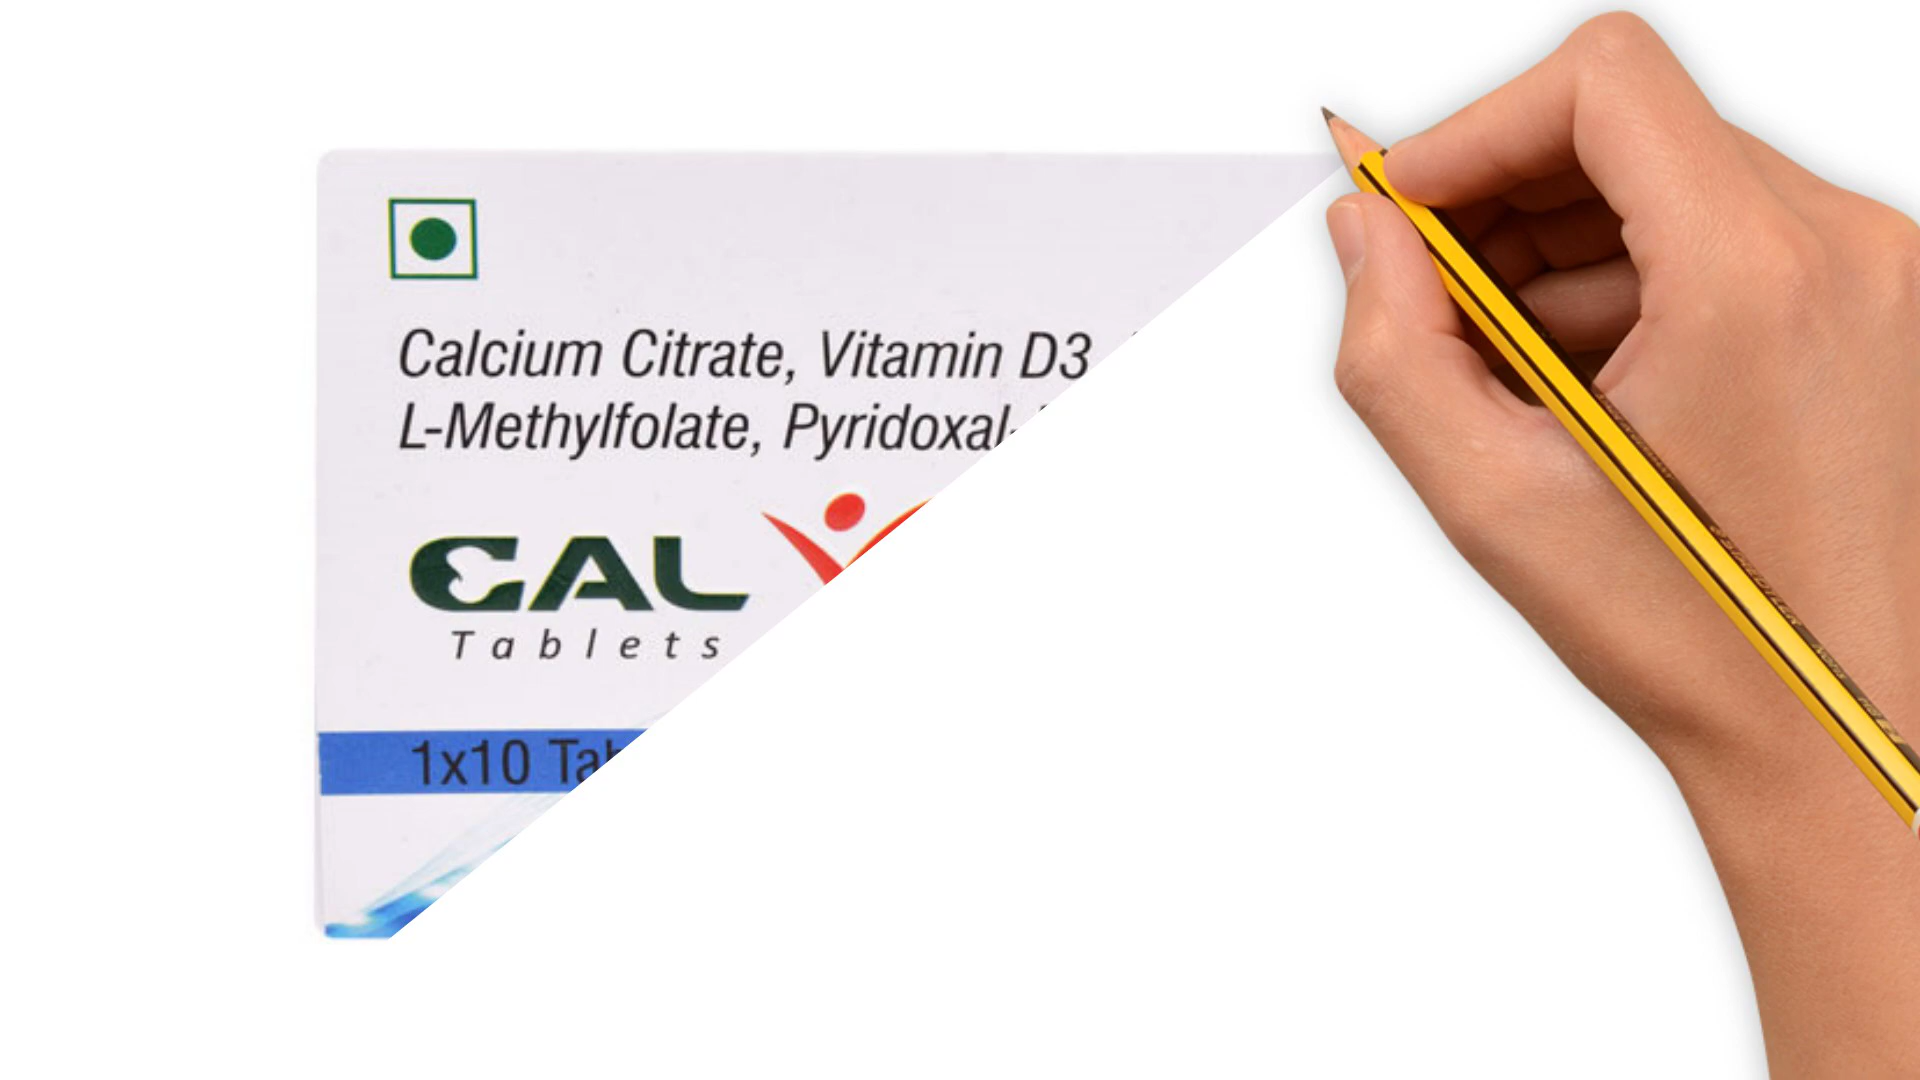 Calcium Citrate, Vitamin D3
L-Methylfolate, Pyridoxal-
CAL
Tablets
1x10